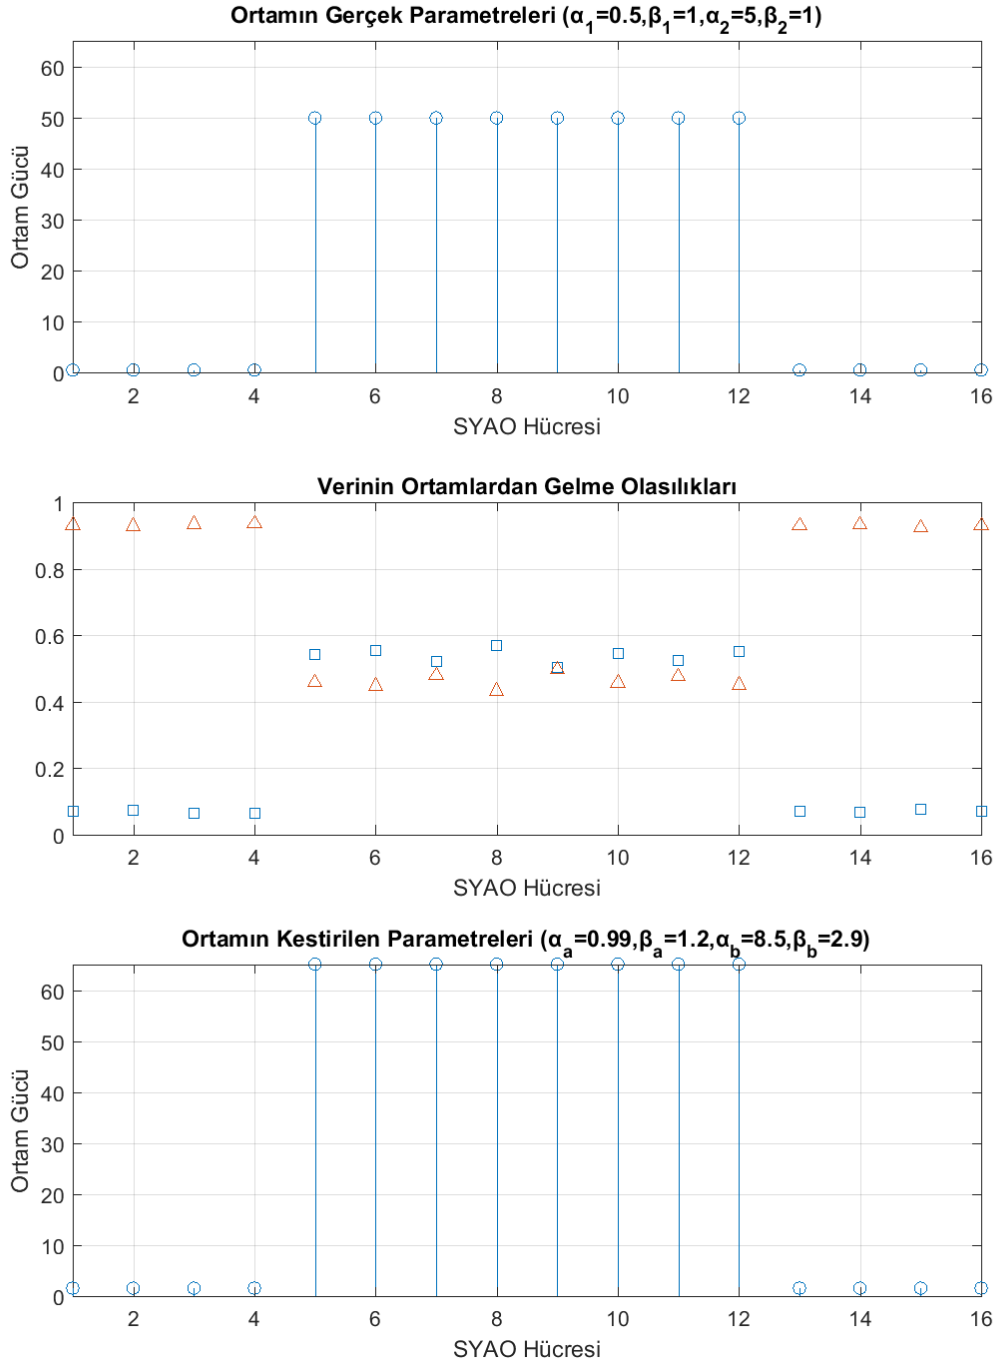 Ortamın Gerçek Parametreleri (α₁=0.5,β₁=1,α₂=5,β₂=1)
60
50
40
30
20
10
0
Ortam Gücü
2 4 6 8 10 12 14 16
SYAO Hücresi
Verinin Ortamlardan Gelme Olasılıkları
1
0.8
0.6
0.4
0.2
0
2 4 6 8 10 12 14 16
SYAO Hücresi
Ortamın Kestirilen Parametreleri (α_a=0.99,β_a=1.2,α_b=8.5,β_b=2.9)
60
50
40
30
20
10
0
Ortam Gücü
2 4 6 8 10 12 14 16
SYAO Hücresi